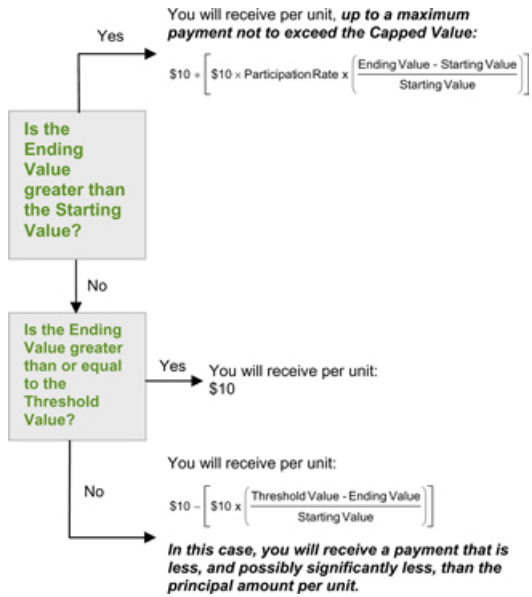 You will receive per unit, up to a maximum
payment not to exceed the Capped Value:
Yes
$10 + [ $10 × Participation Rate x ( Ending Value - Starting Value / Starting Value ) ]
Is the
Ending
Value
greater than
the Starting
Value?
No
Is the Ending
Value greater
than or equal
to the
Threshold
Value?
Yes
You will receive per unit:
$10
You will receive per unit:
No
$10 – [ $10 x ( Threshold Value - Ending Value / Starting Value ) ]
In this case, you will receive a payment that is
less, and possibly significantly less, than the
principal amount per unit.